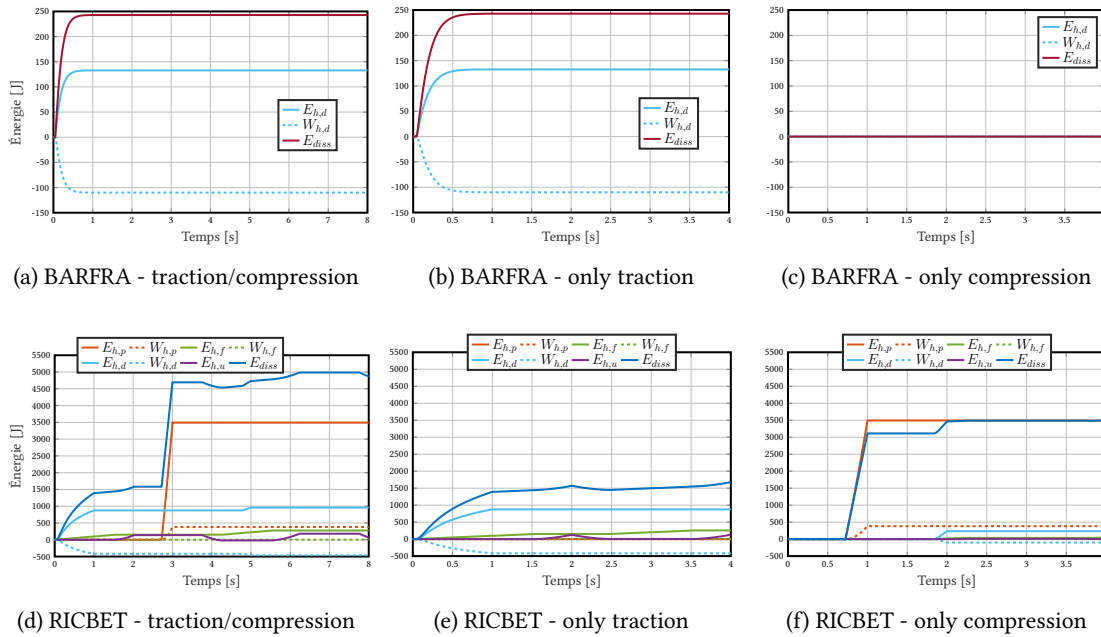 250
200
150
100
50
0
-50
-100
-150
Énergie [J]
E_{h,d}
W_{h,d}
E_{diss}
0 1 2 3 4 5 6 7 8
Temps [s]
(a) BARFRA - traction/compression
250
200
150
100
50
0
-50
-100
-150
E_{h,d}
W_{h,d}
E_{diss}
0 0.5 1 1.5 2 2.5 3 3.5 4
Temps [s]
(b) BARFRA - only traction
250
200
150
100
50
0
-50
-100
-150
E_{h,d}
W_{h,d}
E_{diss}
0 0.5 1 1.5 2 2.5 3 3.5
Temps [s]
(c) BARFRA - only compression
E_{h,p} W_{h,p} E_{h,f} W_{h,f}
E_{h,d} W_{h,d} E_{h,u} E_{diss}
5500
5000
4500
4000
3500
3000
2500
2000
1500
1000
500
0
-500
Énergie [J]
0 1 2 3 4 5 6 7 8
Temps [s]
(d) RICBET - traction/compression
E_{h,p} W_{h,p} E_{h,f} W_{h,f}
E_{h,d} W_{h,d} E_{h,u} E_{diss}
5500
5000
4500
4000
3500
3000
2500
2000
1500
1000
500
0
-500
0 0.5 1 1.5 2 2.5 3 3.5 4
Temps [s]
(e) RICBET - only traction
E_{h,p} W_{h,p} E_{h,f} W_{h,f}
E_{h,d} W_{h,d} E_{h,u} E_{diss}
5500
5000
4500
4000
3500
3000
2500
2000
1500
1000
500
0
-500
0 0.5 1 1.5 2 2.5 3 3.5
Temps [s]
(f) RICBET - only compression